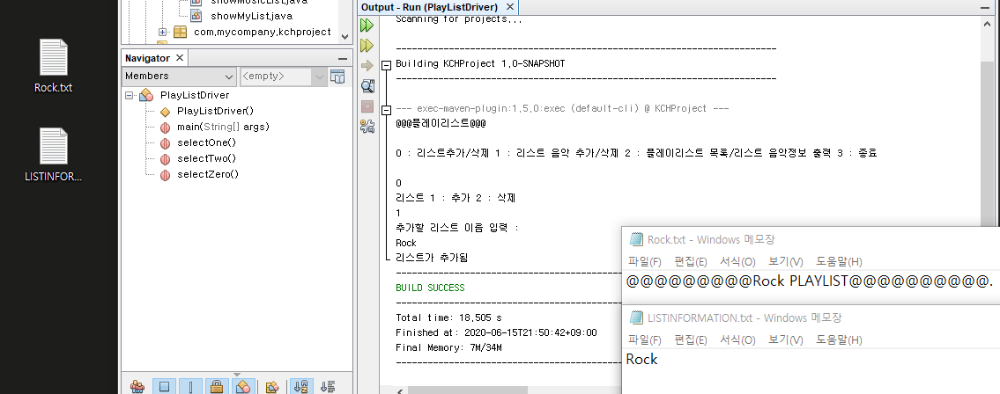 Rock.txt
LISTINFOR...
showMyList.java
com.mycompany.kchproject
Navigator
Members
<empty>
PlayListDriver
PlayListDriver()
main(String[] args)
selectOne()
selectTwo()
selectZero()
Output - Run (PlayListDriver)
Scanning for projects...
------------------------------------------------------------------------
Building KCHProject 1.0-SNAPSHOT
------------------------------------------------------------------------
--- exec-maven-plugin:1.5.0:exec (default-cli) @ KCHProject ---
@@@플레이리스트@@@
0 : 리스트추가/삭제 1 : 리스트 음악 추가/삭제 2 : 플레이리스트 목록/리스트 음악정보 출력 3 : 종료
0
리스트 1 : 추가 2 : 삭제
1
추가할 리스트 이름 입력 :
Rock
리스트가 추가됨
------------------------------------------------------------------------
BUILD SUCCESS
------------------------------------------------------------------------
Total time: 18.505 s
Finished at: 2020-06-15T21:50:42+09:00
Final Memory: 7M/34M
------------------------------------------------------------------------
Rock.txt - Windows 메모장
파일(F) 편집(E) 서식(O) 보기(V) 도움말(H)
@@@@@@@@@Rock PLAYLIST@@@@@@@@@@.
LISTINFORMATION.txt - Windows 메모장
파일(F) 편집(E) 서식(O) 보기(V) 도움말(H)
Rock